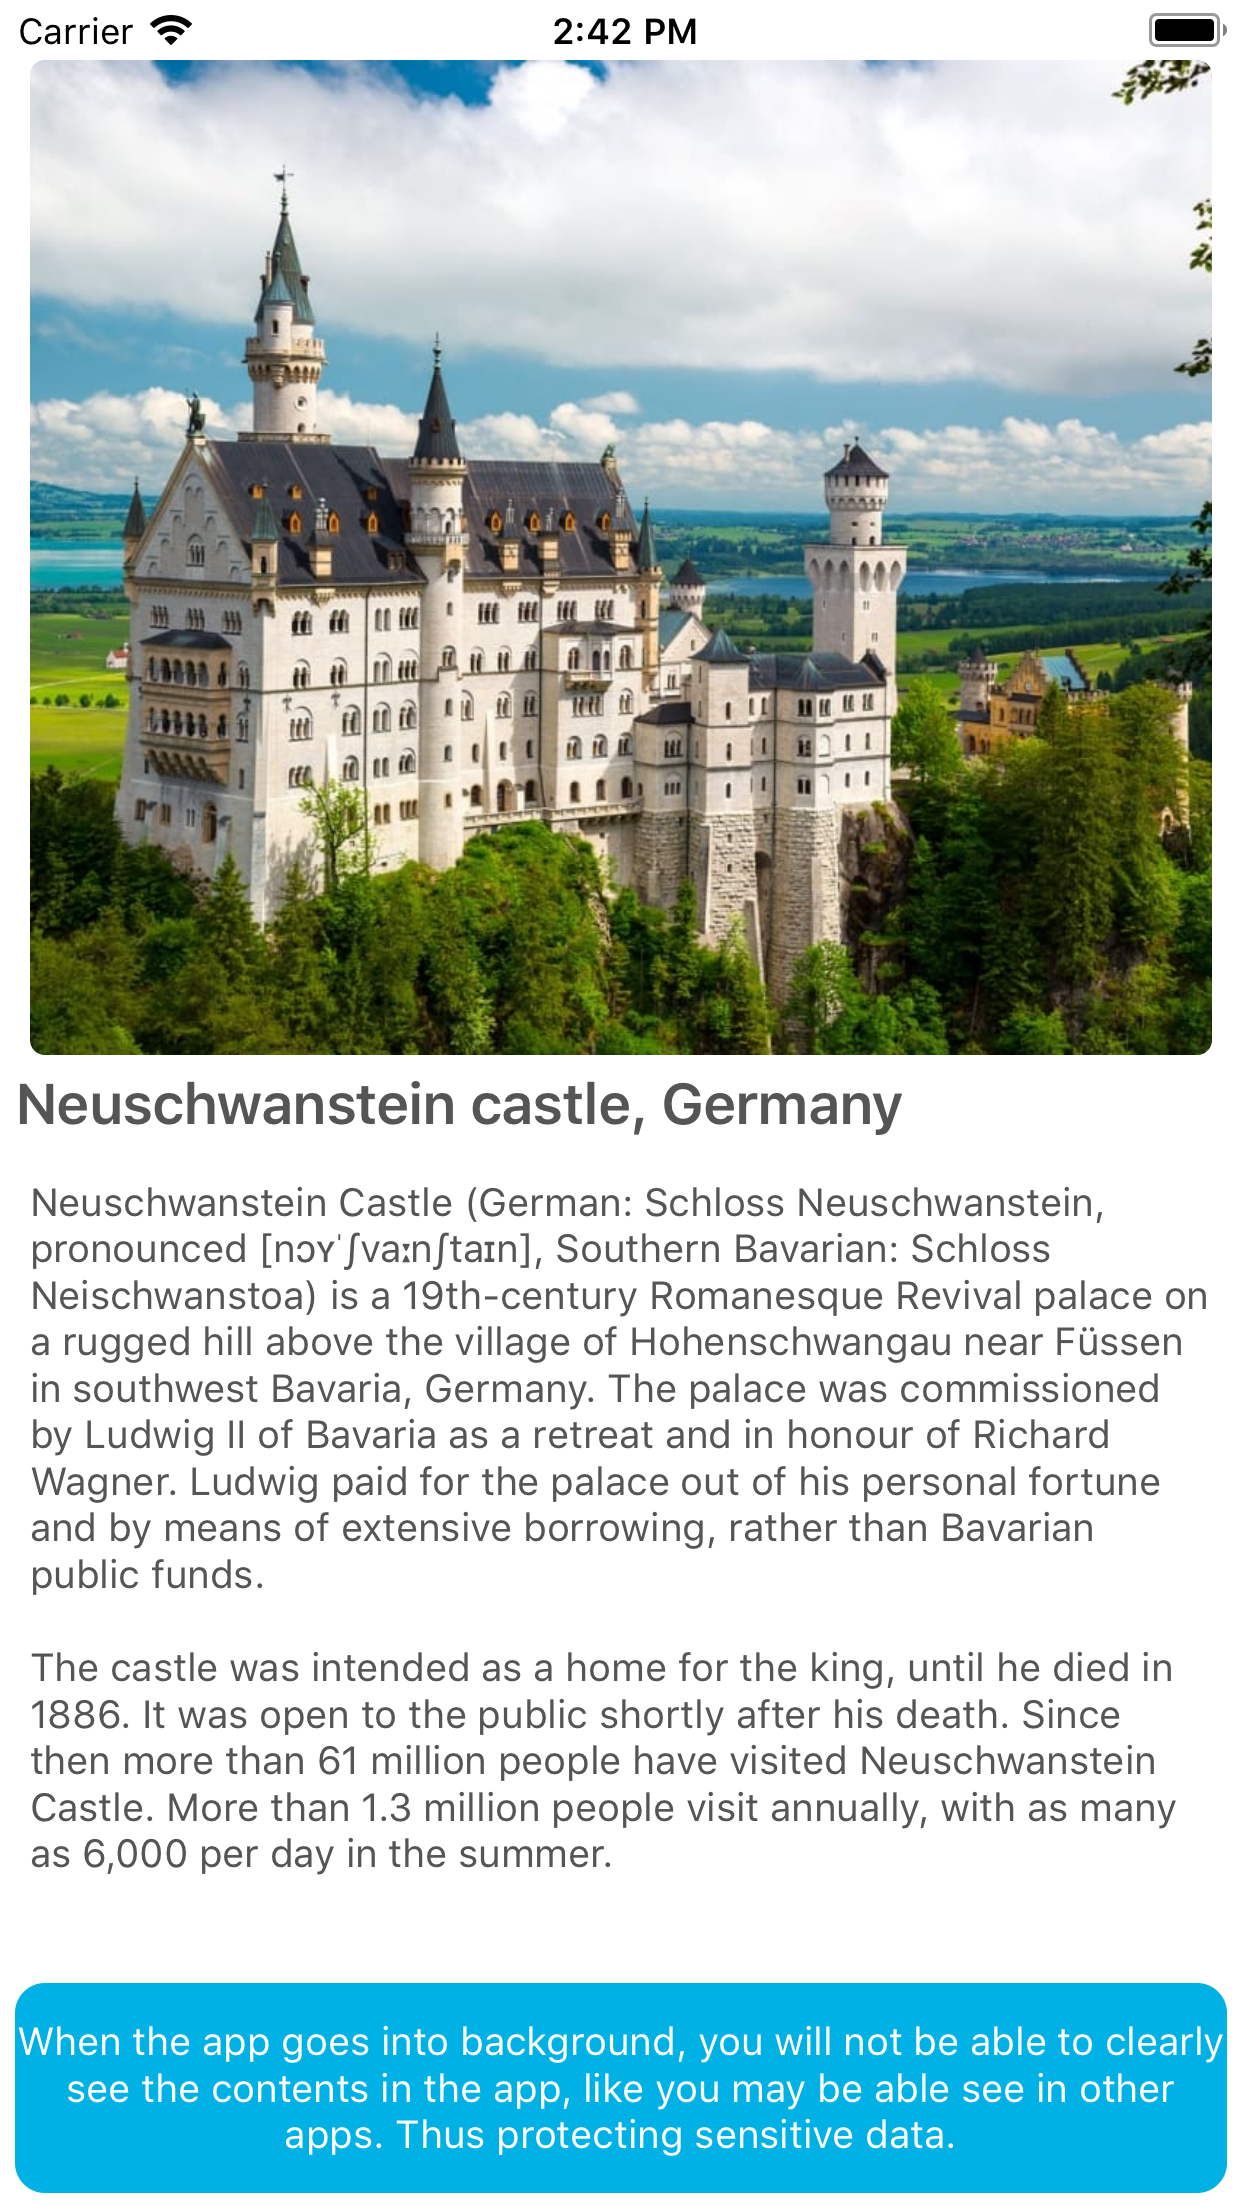 Carrier 2:42 PM
Neuschwanstein castle, Germany
Neuschwanstein Castle (German: Schloss Neuschwanstein,
pronounced [nɔʏˈʃvaːnʃtaɪn], Southern Bavarian: Schloss
Neischwanstoa) is a 19th-century Romanesque Revival palace on
a rugged hill above the village of Hohenschwangau near Füssen
in southwest Bavaria, Germany. The palace was commissioned
by Ludwig II of Bavaria as a retreat and in honour of Richard
Wagner. Ludwig paid for the palace out of his personal fortune
and by means of extensive borrowing, rather than Bavarian
public funds.
The castle was intended as a home for the king, until he died in
1886. It was open to the public shortly after his death. Since
then more than 61 million people have visited Neuschwanstein
Castle. More than 1.3 million people visit annually, with as many
as 6,000 per day in the summer.
When the app goes into background, you will not be able to clearly
see the contents in the app, like you may be able see in other
apps. Thus protecting sensitive data.